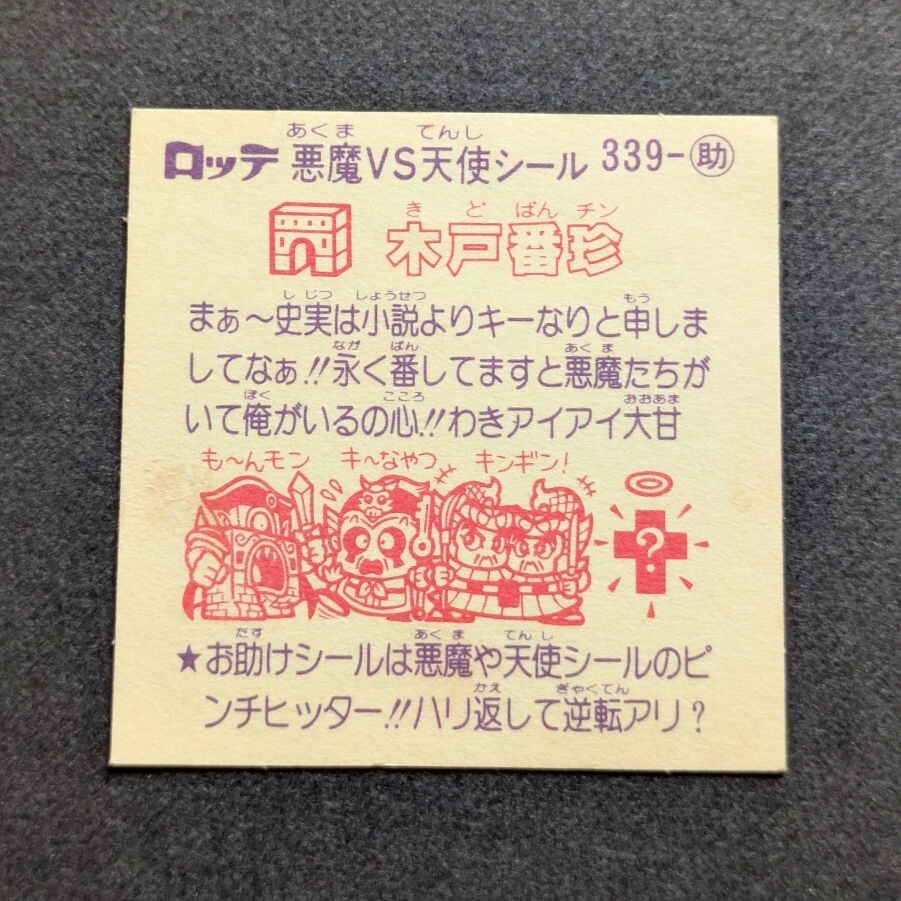 あくま てんし
ロッテ 悪魔VS天使シール 339-助
きどばんチン
木戸番珍
しじつ しょうせつ もう
まぁ〜史実は小説よりキーなりと申しま
なが ばん あくま
してなぁ!!永く番してますと悪魔たちが
ぼく こころ おおあま
いて俺がいるの心!!わきアイアイ大甘
も〜んモン キ〜なやつ キンギン!
?
たす あくま てんし
★お助けシールは悪魔や天使シールのピ
かえ ぎゃくてん
ンチヒッター!!ハリ返して逆転アリ?